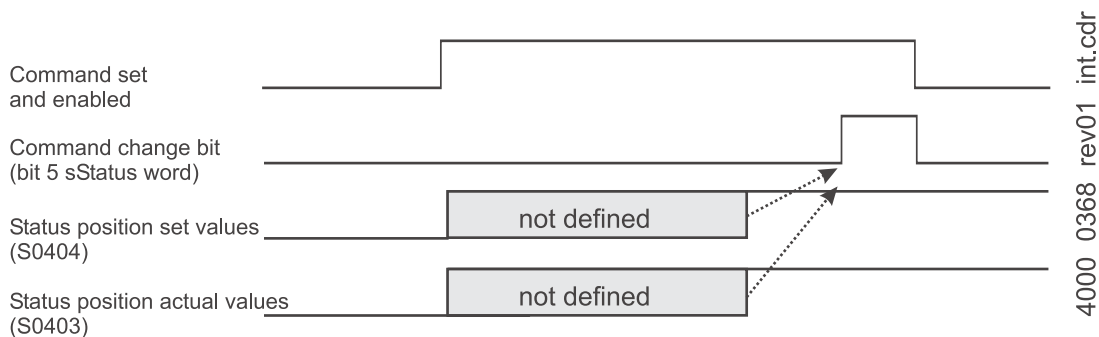 Command set
and enabled
Command change bit
(bit 5 sStatus word)
not defined
Status position set values
(S0404)
not defined
Status position actual values
(S0403)
4000 0368 rev01 int.cdr